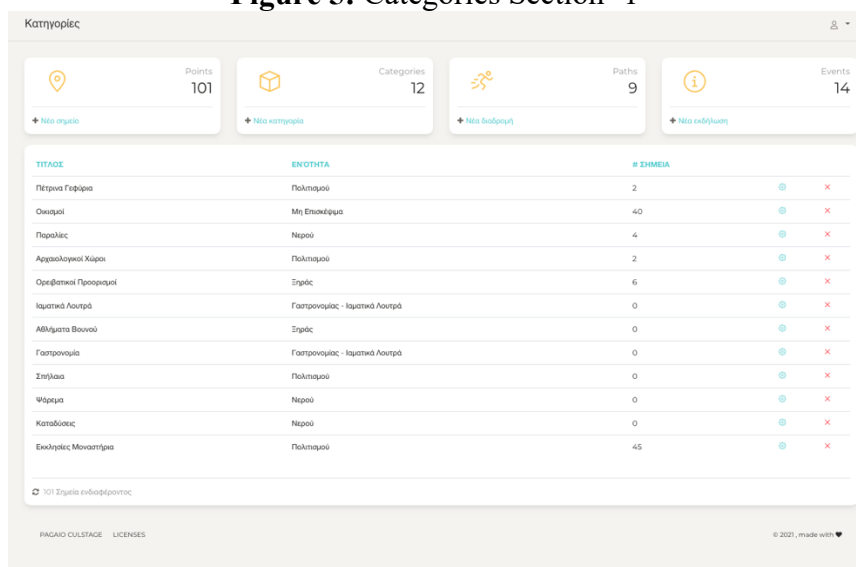 Figure 3: Categories Section -1
Κατηγορίες
Points
101
Categories
12
Paths
9
Events
14
+ Νέο σημείο
+ Νέα κατηγορία
+ Νέα διαδρομή
+ Νέα εκδήλωση
ΤΙΤΛΟΣ ΕΝΌΤΗΤΑ # ΣΗΜΕΙΑ
Πέτρινα Γεφύρια Πολιτισμού 2
Οικισμοί Μη Επισκέψιμα 40
Παραλίες Νερού 4
Αρχαιολογικοί Χώροι Πολιτισμού 2
Ορειβατικοί Προορισμοί Ξηράς 6
Ιαματικά Λουτρά Γαστρονομίας - Ιαματικά Λουτρά 0
Αθλήματα Βουνού Ξηράς 0
Γαστρονομία Γαστρονομίας - Ιαματικά Λουτρά 0
Σπήλαια Πολιτισμού 0
Ψάρεμα Νερού 0
Καταδύσεις Νερού 0
Εκκλησίες Μοναστήρια Πολιτισμού 45
101 Σημεία ενδιαφέροντος
PAGAIO CULSTAGE LICENSES © 2021 , made with ♥